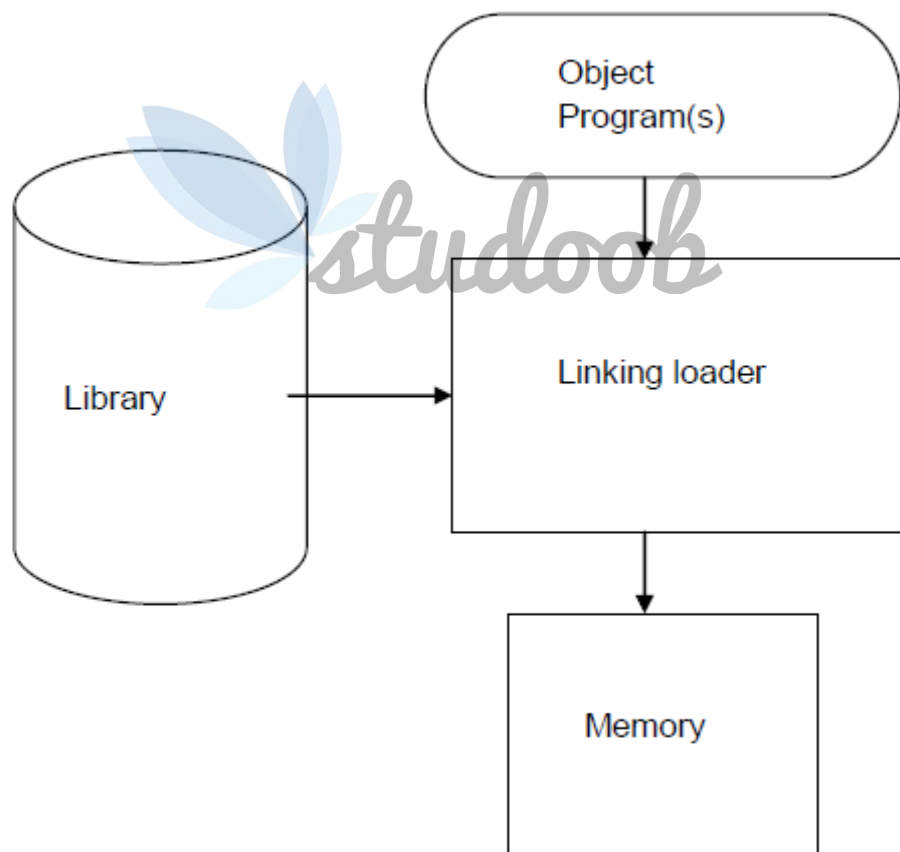 Object
Program(s)
studoob
Linking loader
Library
Memory